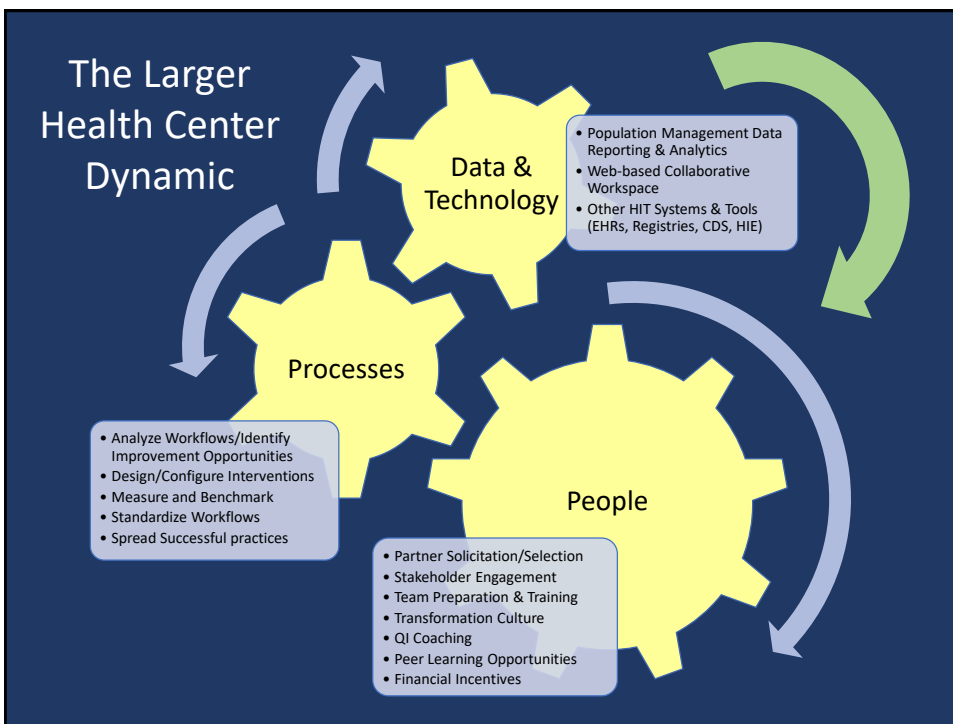 The Larger
Health Center
Dynamic
Data &
Technology
• Population Management Data
Reporting & Analytics
• Web-based Collaborative
Workspace
• Other HIT Systems & Tools
(EHRs, Registries, CDS, HIE)
Processes
• Analyze Workflows/Identify
Improvement Opportunities
• Design/Configure Interventions
• Measure and Benchmark
• Standardize Workflows
• Spread Successful practices
People
• Partner Solicitation/Selection
• Stakeholder Engagement
• Team Preparation & Training
• Transformation Culture
• QI Coaching
• Peer Learning Opportunities
• Financial Incentives